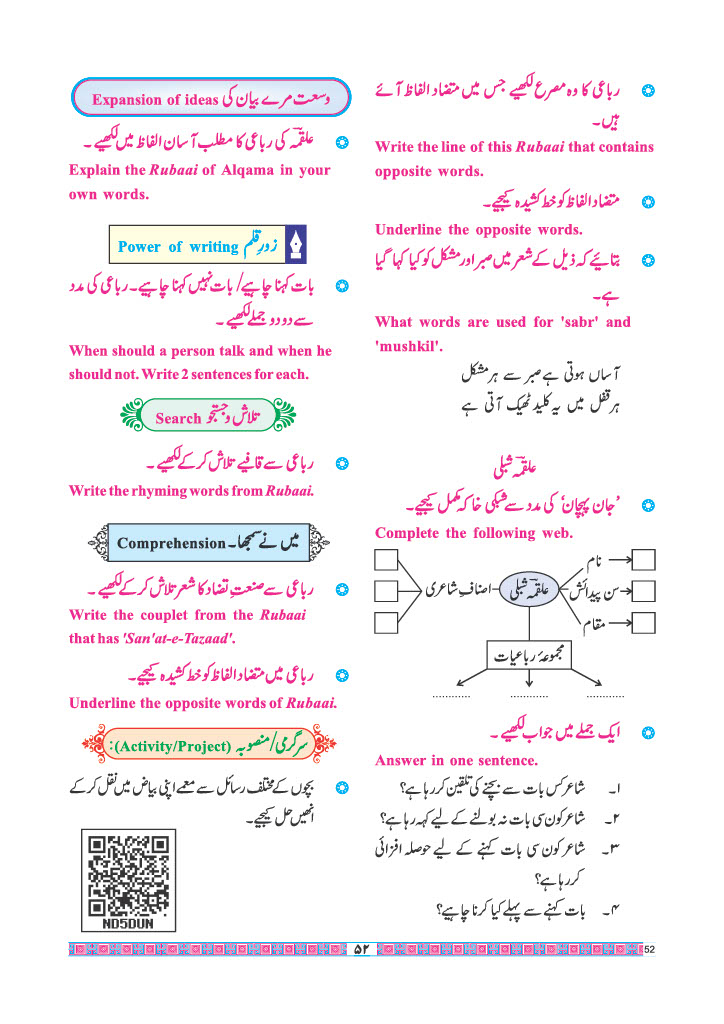 رباعی کا وہ مصرع لکھیے جس میں متضاد الفاظ آئے
ہیں۔
Write the line of this Rubaai that contains
opposite words.
متضاد الفاظ کو خط کشیدہ کیجیے۔
Underline the opposite words.
بتائیے کہ ذیل کے شعر میں صبر اور مشکل کو کیا کہا گیا
ہے۔
What words are used for 'sabr' and
'mushkil'.
آساں ہوتی ہے صبر سے ہر مشکل
ہر قفل میں یہ کلید ٹھیک آتی ہے
علقمہؔ شبلی
'جان پہچان' کی مدد سے شبکی خاکہ مکمل کیجیے۔
Complete the following web.
نام
سن پیدائش
مقام
علقمہؔ شبلی
اصنافِ شاعری
مجموعۂ رباعیات
............ ............ ............
ایک جملے میں جواب لکھیے۔
Answer in one sentence.
۱۔ شاعر کس بات سے بچنے کی تلقین کر رہا ہے؟
۲۔ شاعر کون سی بات نہ بولنے کے لیے کہہ رہا ہے؟
۳۔ شاعر کون سی بات کہنے کے لیے حوصلہ افزائی
کر رہا ہے؟
۴۔ بات کہنے سے پہلے کیا کرنا چاہیے؟
وسعت مرے بیان کی Expansion of ideas
علقمہؔ کی رباعی کا مطلب آسان الفاظ میں لکھیے۔
Explain the Rubaai of Alqama in your
own words.
زورِ قلم Power of writing
بات کہنا چاہیے/ بات نہیں کہنا چاہیے۔ رباعی کی مدد
سے دو دو جملے لکھیے۔
When should a person talk and when he
should not. Write 2 sentences for each.
تلاش و جستجو Search
رباعی سے قافیے تلاش کر کے لکھیے۔
Write the rhyming words from Rubaai.
میں نے سمجھا۔ Comprehension
رباعی سے صنعتِ تضاد کا شعر تلاش کر کے لکھیے۔
Write the couplet from the Rubaai
that has 'San'at-e-Tazaad'.
رباعی میں متضاد الفاظ کو خط کشیدہ کیجیے۔
Underline the opposite words of Rubaai.
سرگرمی/منصوبہ (Activity/Project):
بچوں کے مختلف رسائل سے معمے اپنی بیاض میں نقل کر کے
انھیں حل کیجیے۔
ND5DUN
۵۲
52